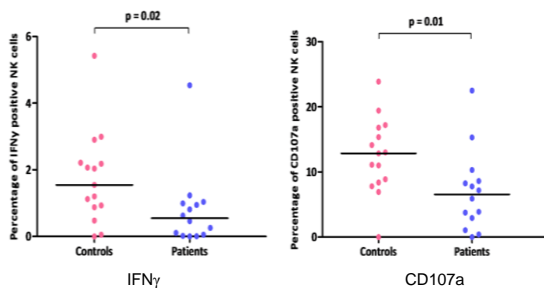 p = 0.02
Percentage of IFNγ positive NK cells
6
4
2
0
Controls
Patients
IFNγ
p = 0.01
Percentage of CD107a positive NK cells
30
20
10
0
Controls
Patients
CD107a